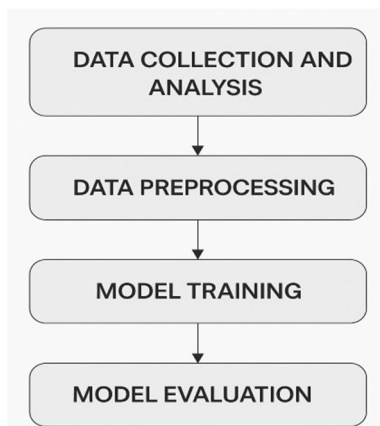 DATA COLLECTION AND
ANALYSIS
DATA PREPROCESSING
MODEL TRAINING
MODEL EVALUATION